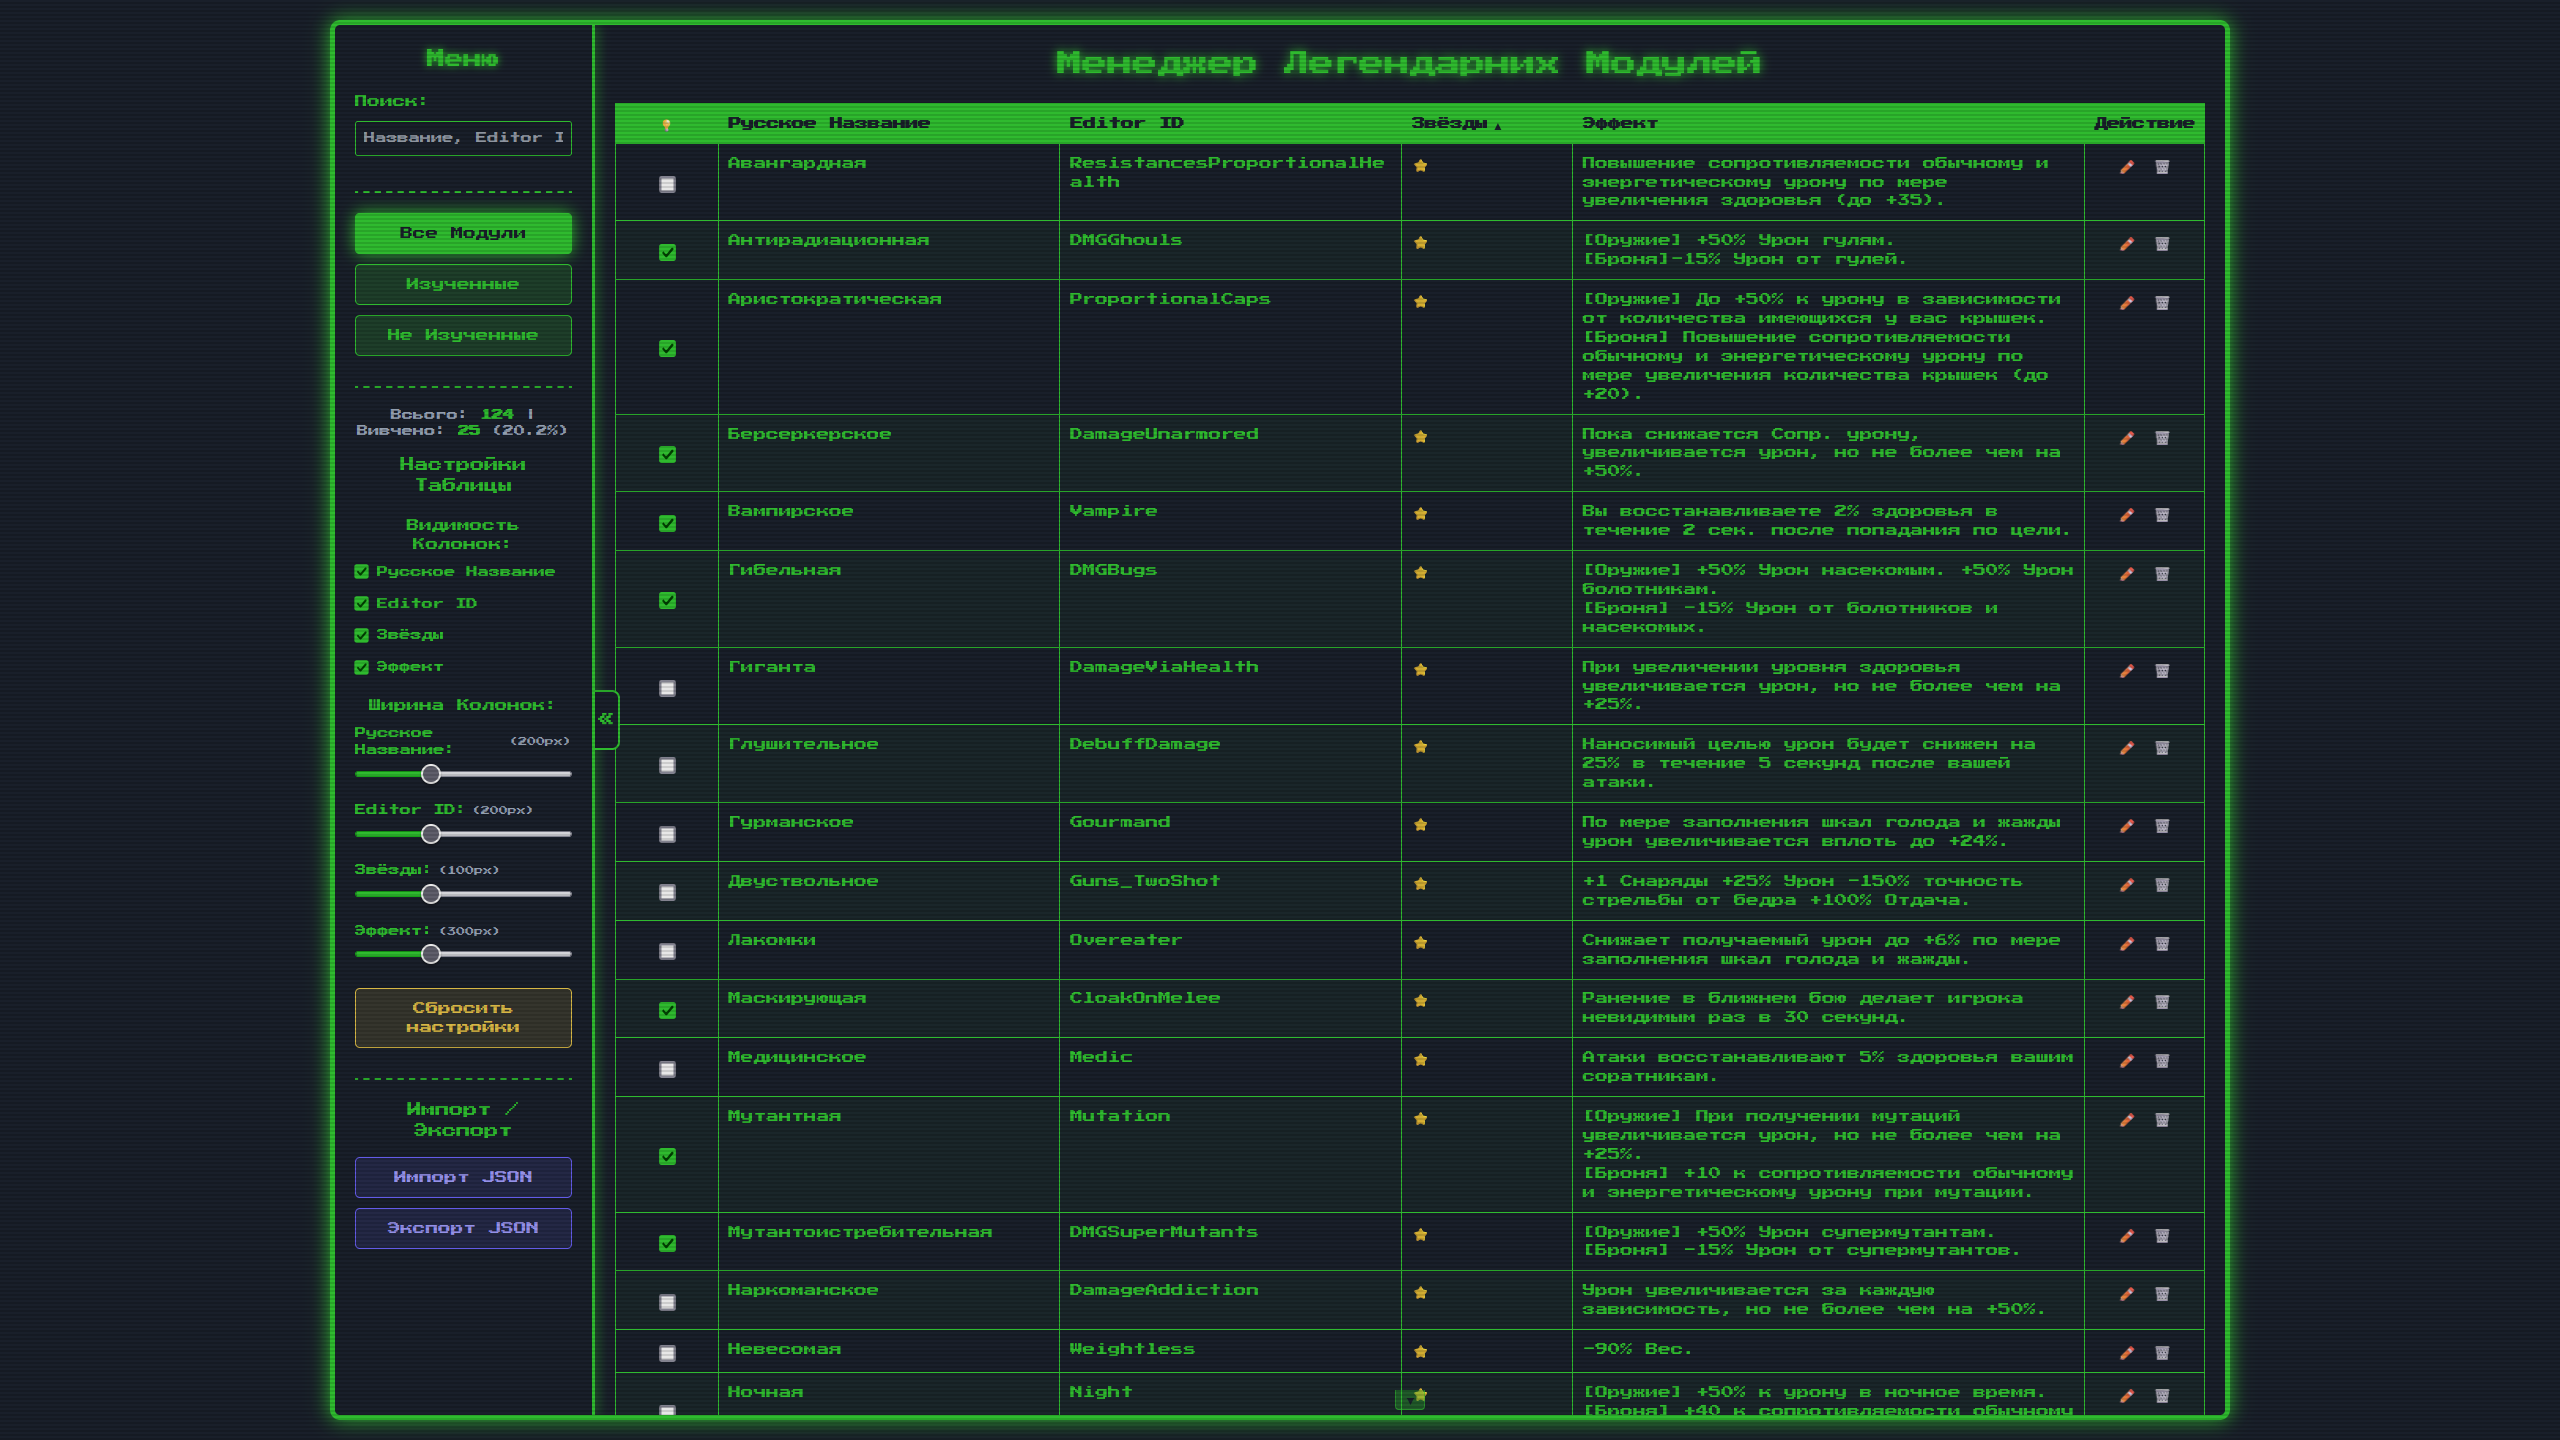 Меню
Поиск:
Название, Editor I
Все Модули
Изученные
Не Изученные
Всього: 124 |
Вивчено: 25 (20.2%)
Настройки
Таблицы
Видимость
Колонок:
Русское Название
Editor ID
Звёзды
Эффект
Ширина Колонок:
Русское
Название: (200px)
Editor ID: (200px)
Звёзды: (100px)
Эффект: (300px)
Сбросить
настройки
Импорт /
Экспорт
Импорт JSON
Экспорт JSON
«
Менеджер Легендарних Модулей
Русское Название Editor ID Звёзды ▲ Эффект Действие
Авангардная ResistancesProportionalHe Повышение сопротивляемости обычному и
alth энергетическому урону по мере
увеличения здоровья (до +35).
Антирадиационная DMGGhouls [Оружие] +50% Урон гулям.
[Броня]-15% Урон от гулей.
Аристократическая ProportionalCaps [Оружие] До +50% к урону в зависимости
от количества имеющихся у вас крышек.
[Броня] Повышение сопротивляемости
обычному и энергетическому урону по
мере увеличения количества крышек (до
+20).
Берсеркерское DamageUnarmored Пока снижается Сопр. урону,
увеличивается урон, но не более чем на
+50%.
Вампирское Vampire Вы восстанавливаете 2% здоровья в
течение 2 сек. после попадания по цели.
Гибельная DMGBugs [Оружие] +50% Урон насекомым. +50% Урон
болотникам.
[Броня] -15% Урон от болотников и
насекомых.
Гиганта DamageViaHealth При увеличении уровня здоровья
увеличивается урон, но не более чем на
+25%.
Глушительное DebuffDamage Наносимый целью урон будет снижен на
25% в течение 5 секунд после вашей
атаки.
Гурманское Gourmand По мере заполнения шкал голода и жажды
урон увеличивается вплоть до +24%.
Двуствольное Guns_TwoShot +1 Снаряды +25% Урон -150% точность
стрельбы от бедра +100% Отдача.
Лакомки Overeater Снижает получаемый урон до +6% по мере
заполнения шкал голода и жажды.
Маскирующая CloakOnMelee Ранение в ближнем бою делает игрока
невидимым раз в 30 секунд.
Медицинское Medic Атаки восстанавливают 5% здоровья вашим
соратникам.
Мутантная Mutation [Оружие] При получении мутаций
увеличивается урон, но не более чем на
+25%.
[Броня] +10 к сопротивляемости обычному
и энергетическому урону при мутации.
Мутантоистребительная DMGSuperMutants [Оружие] +50% Урон супермутантам.
[Броня] -15% Урон от супермутантов.
Наркоманское DamageAddiction Урон увеличивается за каждую
зависимость, но не более чем на +50%.
Невесомая Weightless -90% Вес.
Ночная Night [Оружие] +50% к урону в ночное время.
[Броня] +40 к сопротивляемости обычному